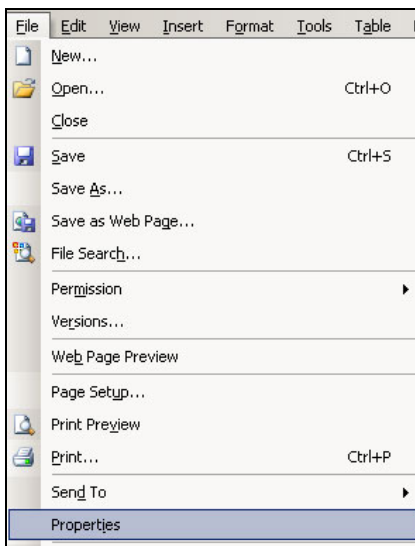 File Edit View Insert Format Tools Table
New...
Open... Ctrl+O
Close
Save Ctrl+S
Save As...
Save as Web Page...
File Search...
Permission
Versions...
Web Page Preview
Page Setup...
Print Preview
Print... Ctrl+P
Send To
Properties